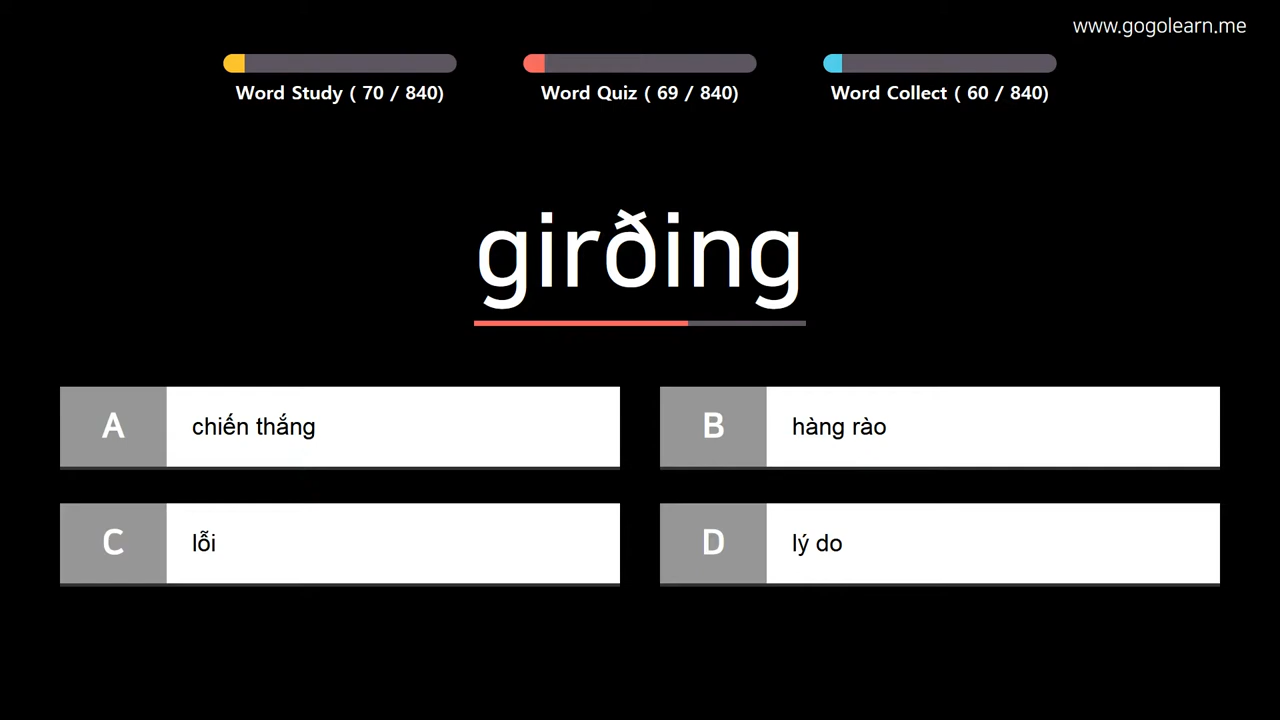 www.gogolearn.me
Word Study ( 70 / 840)
Word Quiz ( 69 / 840)
Word Collect ( 60 / 840)
girðing
A chiến thắng
B hàng rào
C lỗi
D lý do